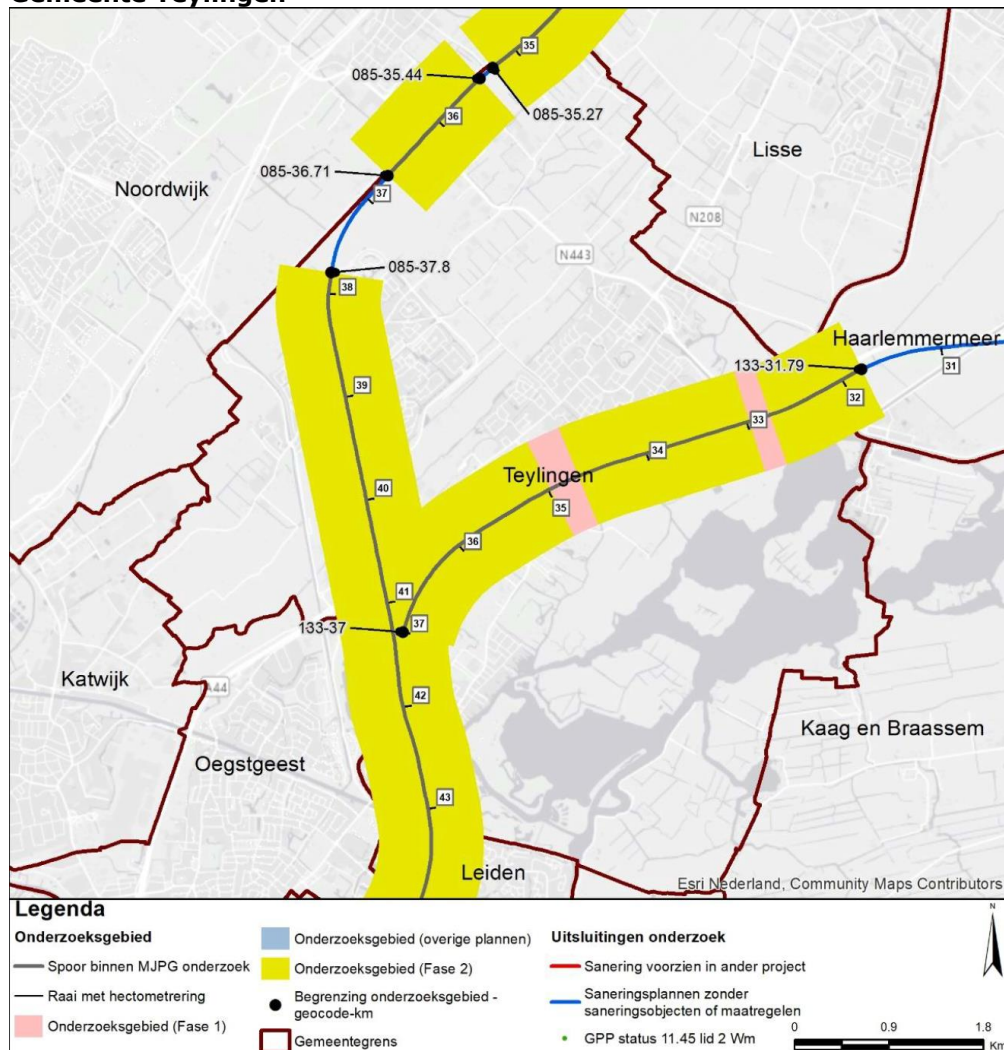 Gemeente Teylingen
35
085-35.44
085-35.27
36
Lisse
085-36.71
Noordwijk
37
N208
N443
085-37.8
38
Haarlemmermeer
31
133-31.79
39
32
33
34
Teylingen
40
35
36
41
133-37
37
Katwijk
A44
42
Kaag en Braassem
Oegstgeest
43
Leiden
Esri Nederland, Community Maps Contributors
Legenda
Onderzoeksgebied
Spoor binnen MJPG onderzoek
Raai met hectometrering
Onderzoeksgebied (Fase 1)
Onderzoeksgebied (overige plannen)
Onderzoeksgebied (Fase 2)
Begrenzing onderzoeksgebied -
geocode-km
Gemeentegrens
Uitsluitingen onderzoek
Sanering voorzien in ander project
Saneringsplannen zonder
saneringsobjecten of maatregelen
GPP status 11.45 lid 2 Wm
N
0 0.9 1.8
Km